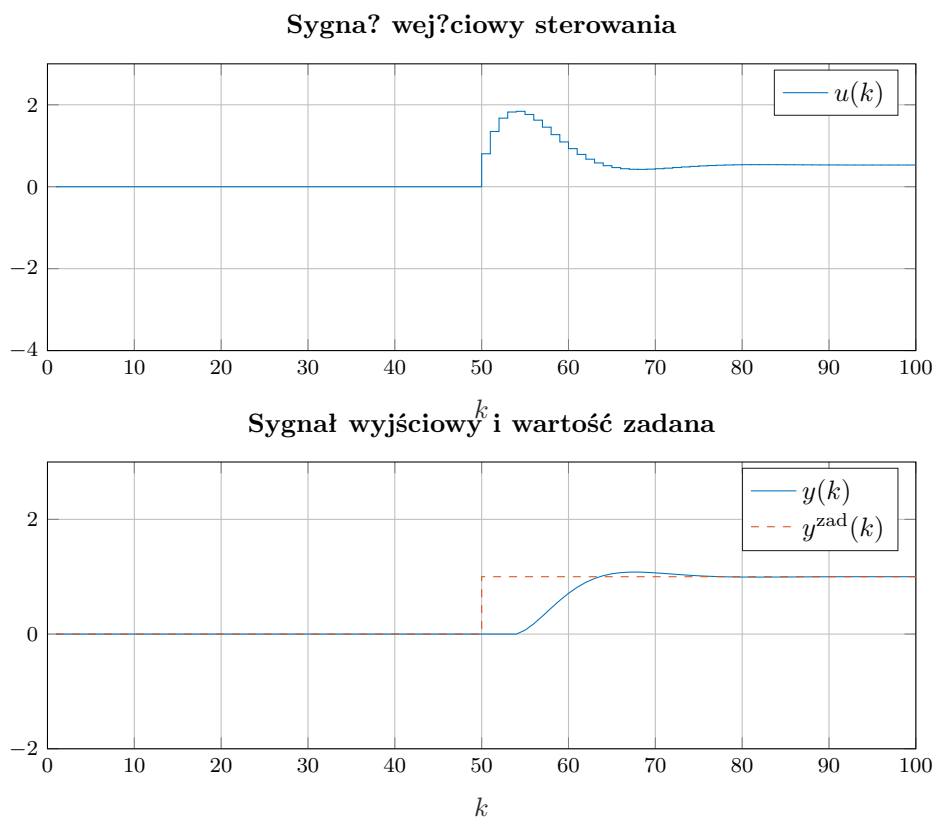 Sygna? wej?ciowy sterowania
u(k)
2
0
−2
−4
0 10 20 30 40 50 60 70 80 90 100
k
Sygnał wyjściowy i wartość zadana
y(k)
y^zad(k)
2
0
−2
0 10 20 30 40 50 60 70 80 90 100
k